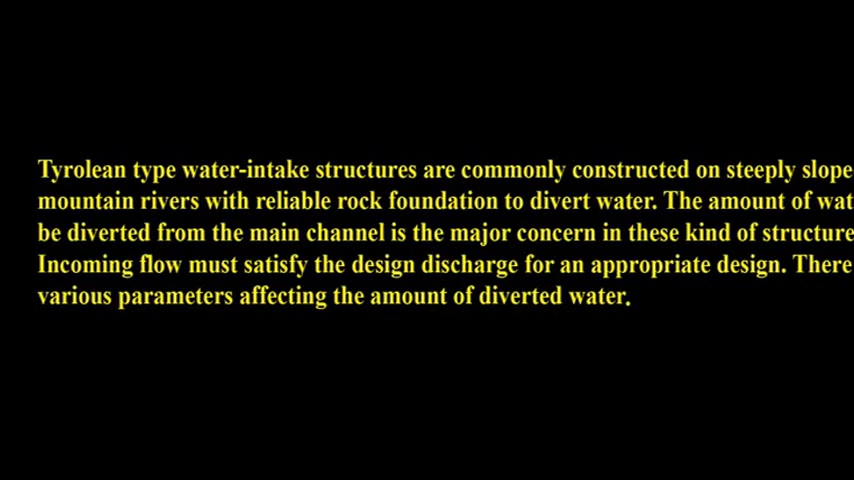 Tyrolean type water-intake structures are commonly constructed on steeply slope
mountain rivers with reliable rock foundation to divert water. The amount of wat
be diverted from the main channel is the major concern in these kind of structure
Incoming flow must satisfy the design discharge for an appropriate design. There
various parameters affecting the amount of diverted water.